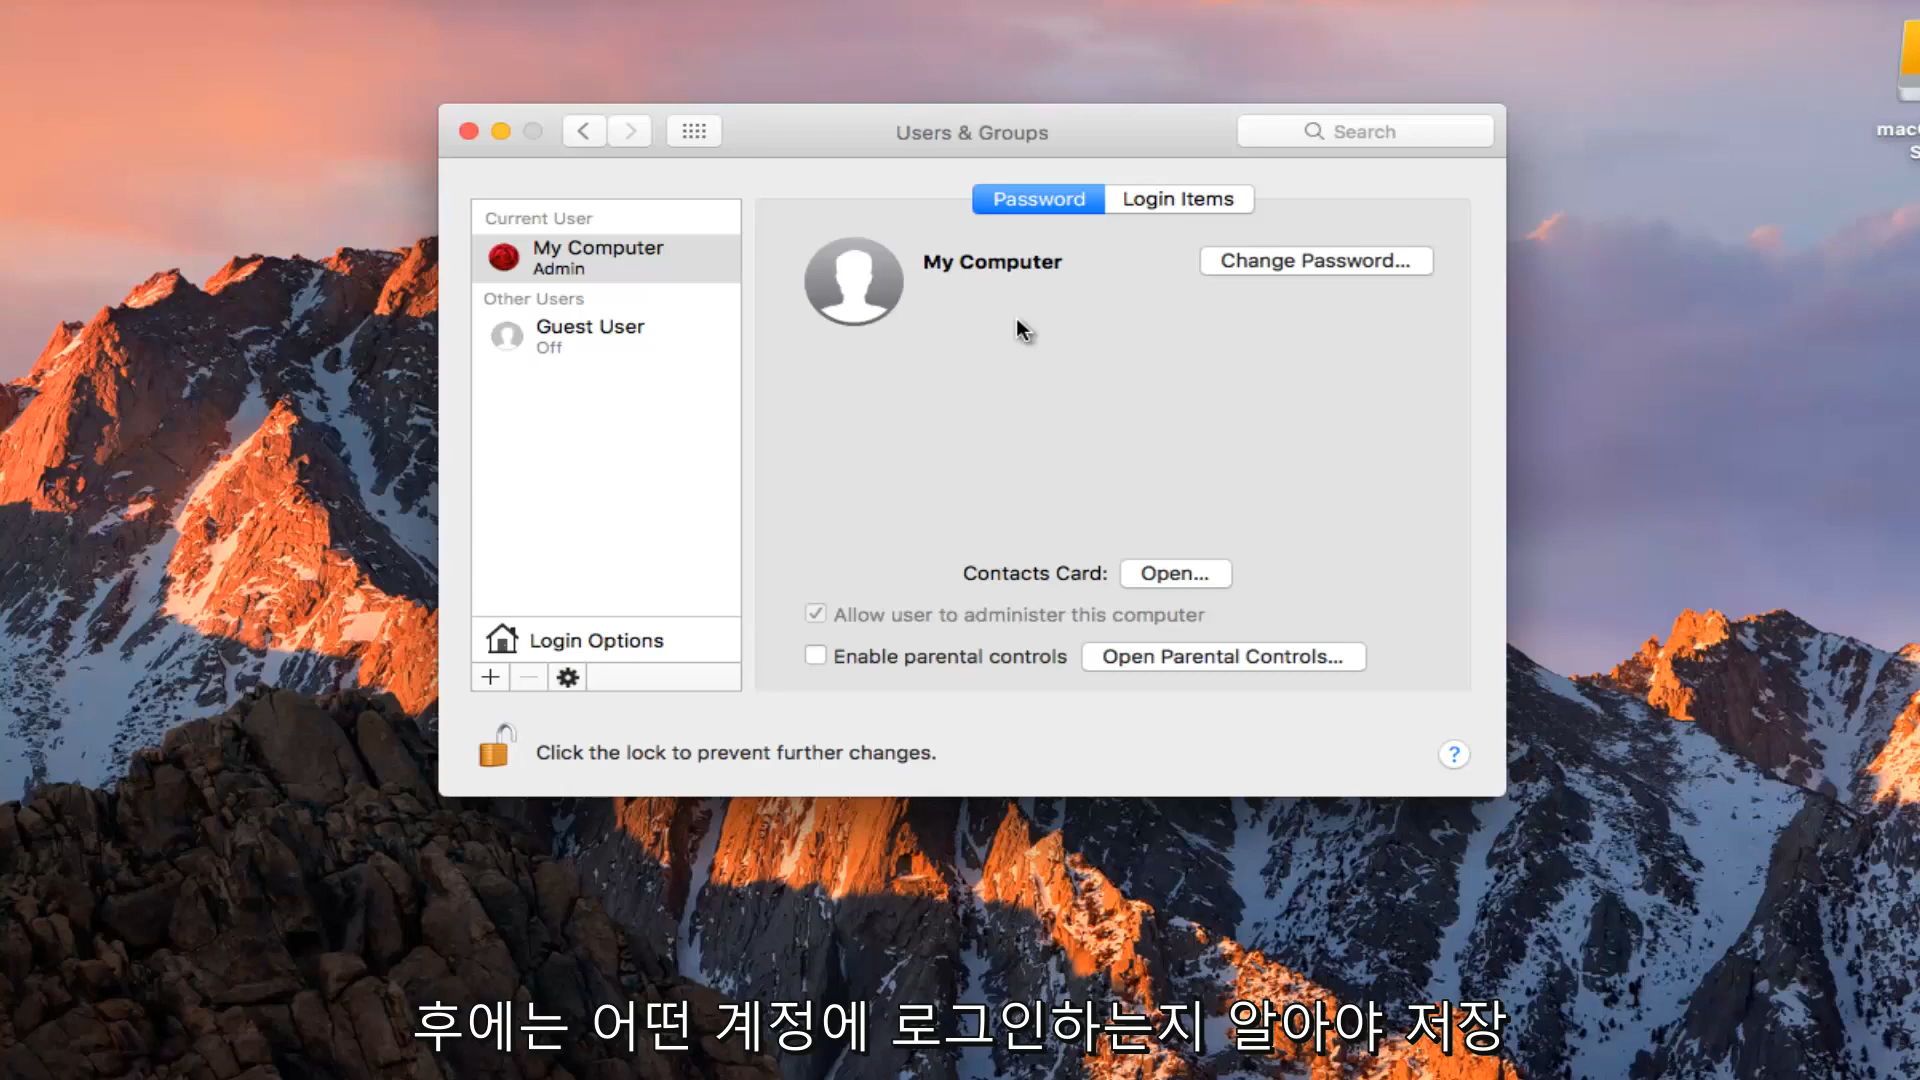 Users & Groups
Search
Password
Login Items
Current User
My Computer
Admin
Other Users
Guest User
Off
Login Options
My Computer
Change Password...
Contacts Card:
Open...
Allow user to administer this computer
Enable parental controls
Open Parental Controls...
Click the lock to prevent further changes.
?
후에는 어떤 계정에 로그인하는지 알아야 저장